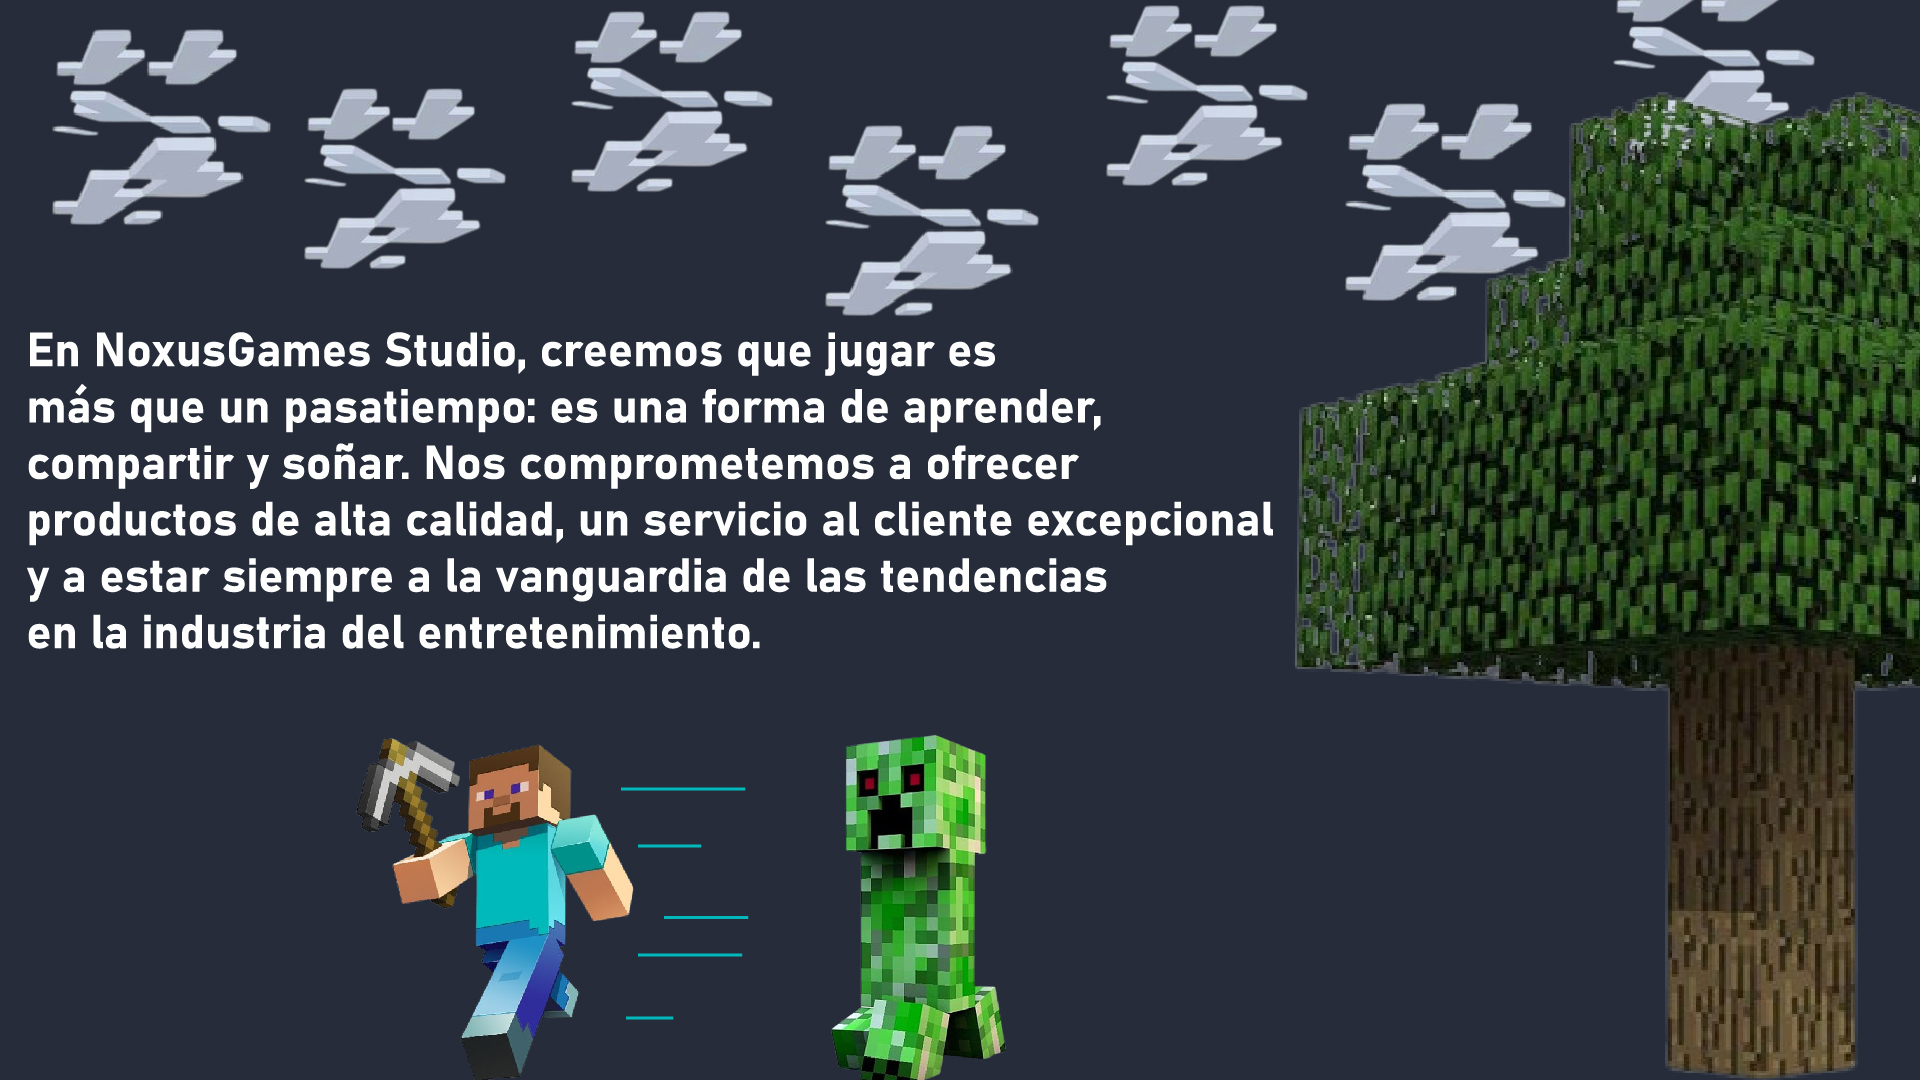 En NoxusGames Studio, creemos que jugar es
más que un pasatiempo: es una forma de aprender,
compartir y soñar. Nos comprometemos a ofrecer
productos de alta calidad, un servicio al cliente excepcional
y a estar siempre a la vanguardia de las tendencias
en la industria del entretenimiento.